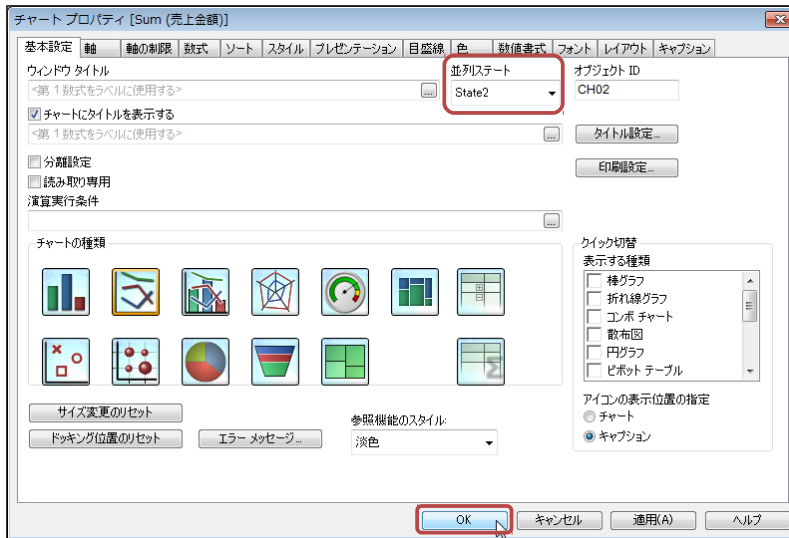 チャート プロパティ [Sum (売上金額)]
基本設定 軸 軸の制限 数式 ソート スタイル プレゼンテーション 目盛線 色 数値書式 フォント レイアウト キャプション
ウィンドウ タイトル
<第 1 数式をラベルに使用する>
...
並列ステート
State2
オブジェクト ID
CH02
チャートにタイトルを表示する
<第 1 数式をラベルに使用する>
...
タイトル設定...
分離設定
印刷設定...
読み取り専用
演算実行条件
...
チャートの種類
クイック切替
表示する種類
棒グラフ
折れ線グラフ
コンボ チャート
散布図
円グラフ
ピボット テーブル
アイコンの表示位置の指定
チャート
キャプション
サイズ変更のリセット
参照機能のスタイル:
ドッキング位置のリセット
エラー メッセージ...
淡色
OK
キャンセル
適用(A)
ヘルプ